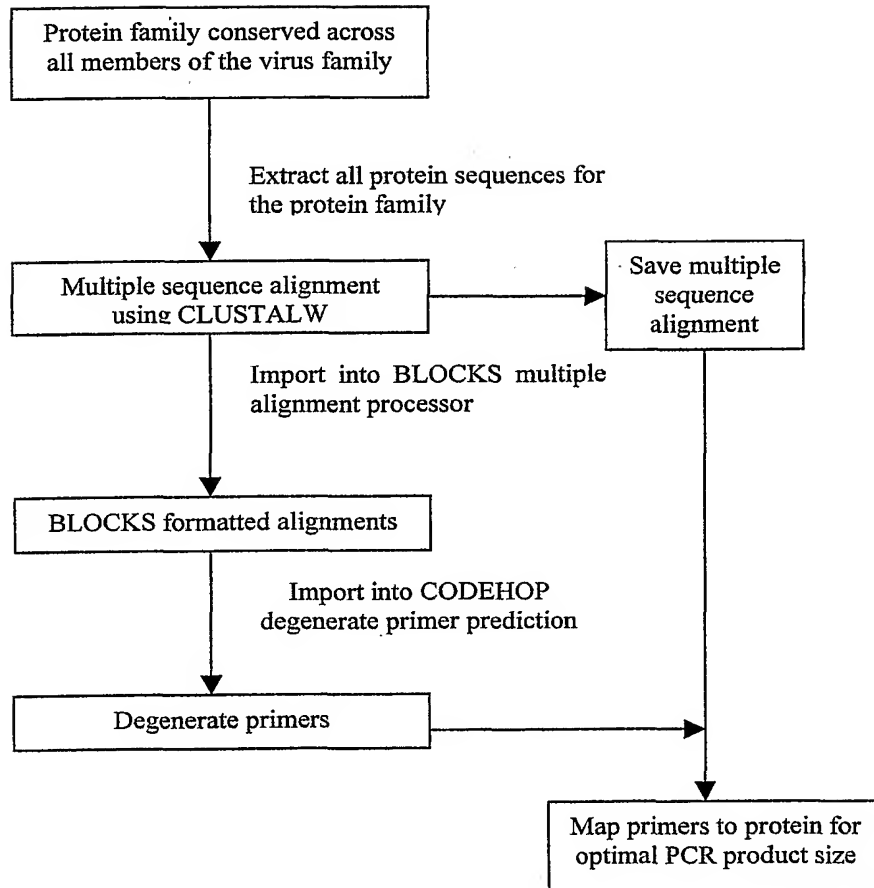 Protein family conserved across
all members of the virus family
Extract all protein sequences for
the protein family
Multiple sequence alignment
using CLUSTALW
Save multiple
sequence
alignment
Import into BLOCKS multiple
alignment processor
BLOCKS formatted alignments
Import into CODEHOP
degenerate primer prediction
Degenerate primers
Map primers to protein for
optimal PCR product size